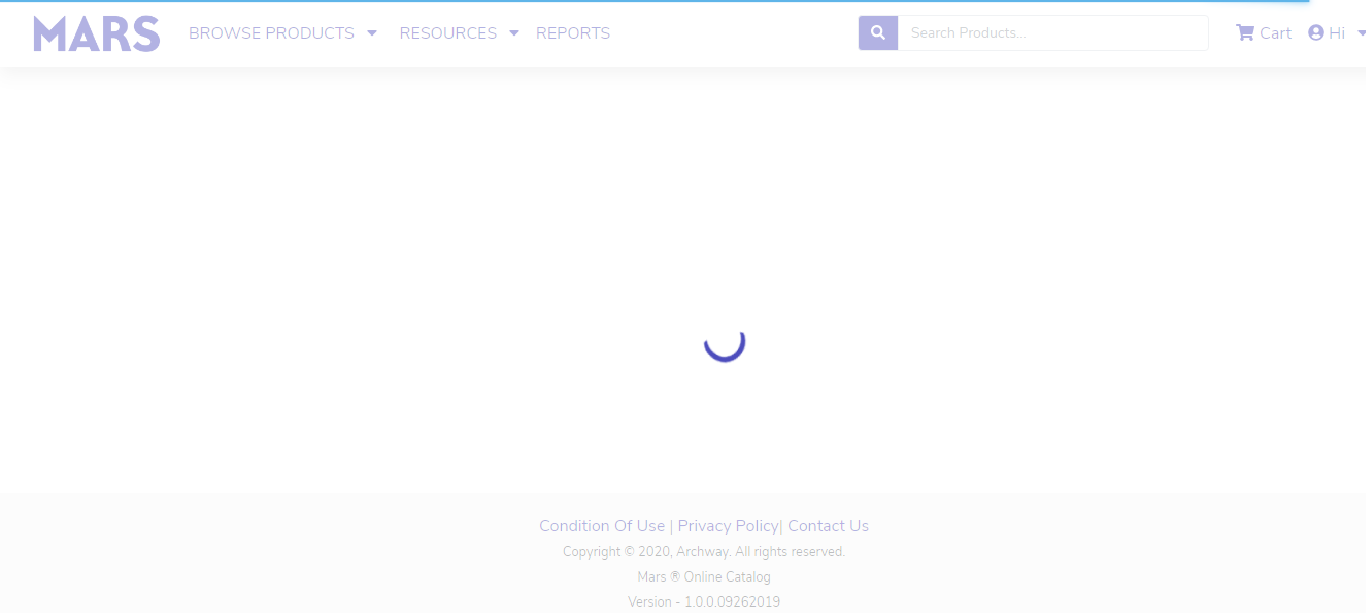 MARS BROWSE PRODUCTS RESOURCES REPORTS Search Products... Cart Hi
Condition Of Use | Privacy Policy| Contact Us
Copyright © 2020, Archway. All rights reserved.
Mars ® Online Catalog
Version - 1.0.0.09262019